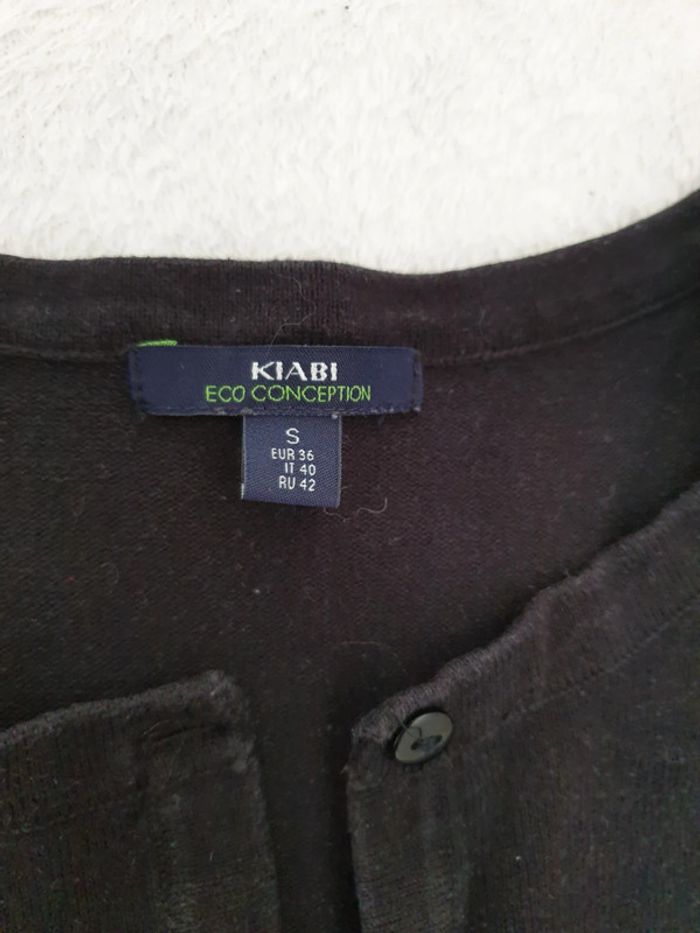 KIABI
ECO CONCEPTION
S
EUR 36
IT 40
RU 42